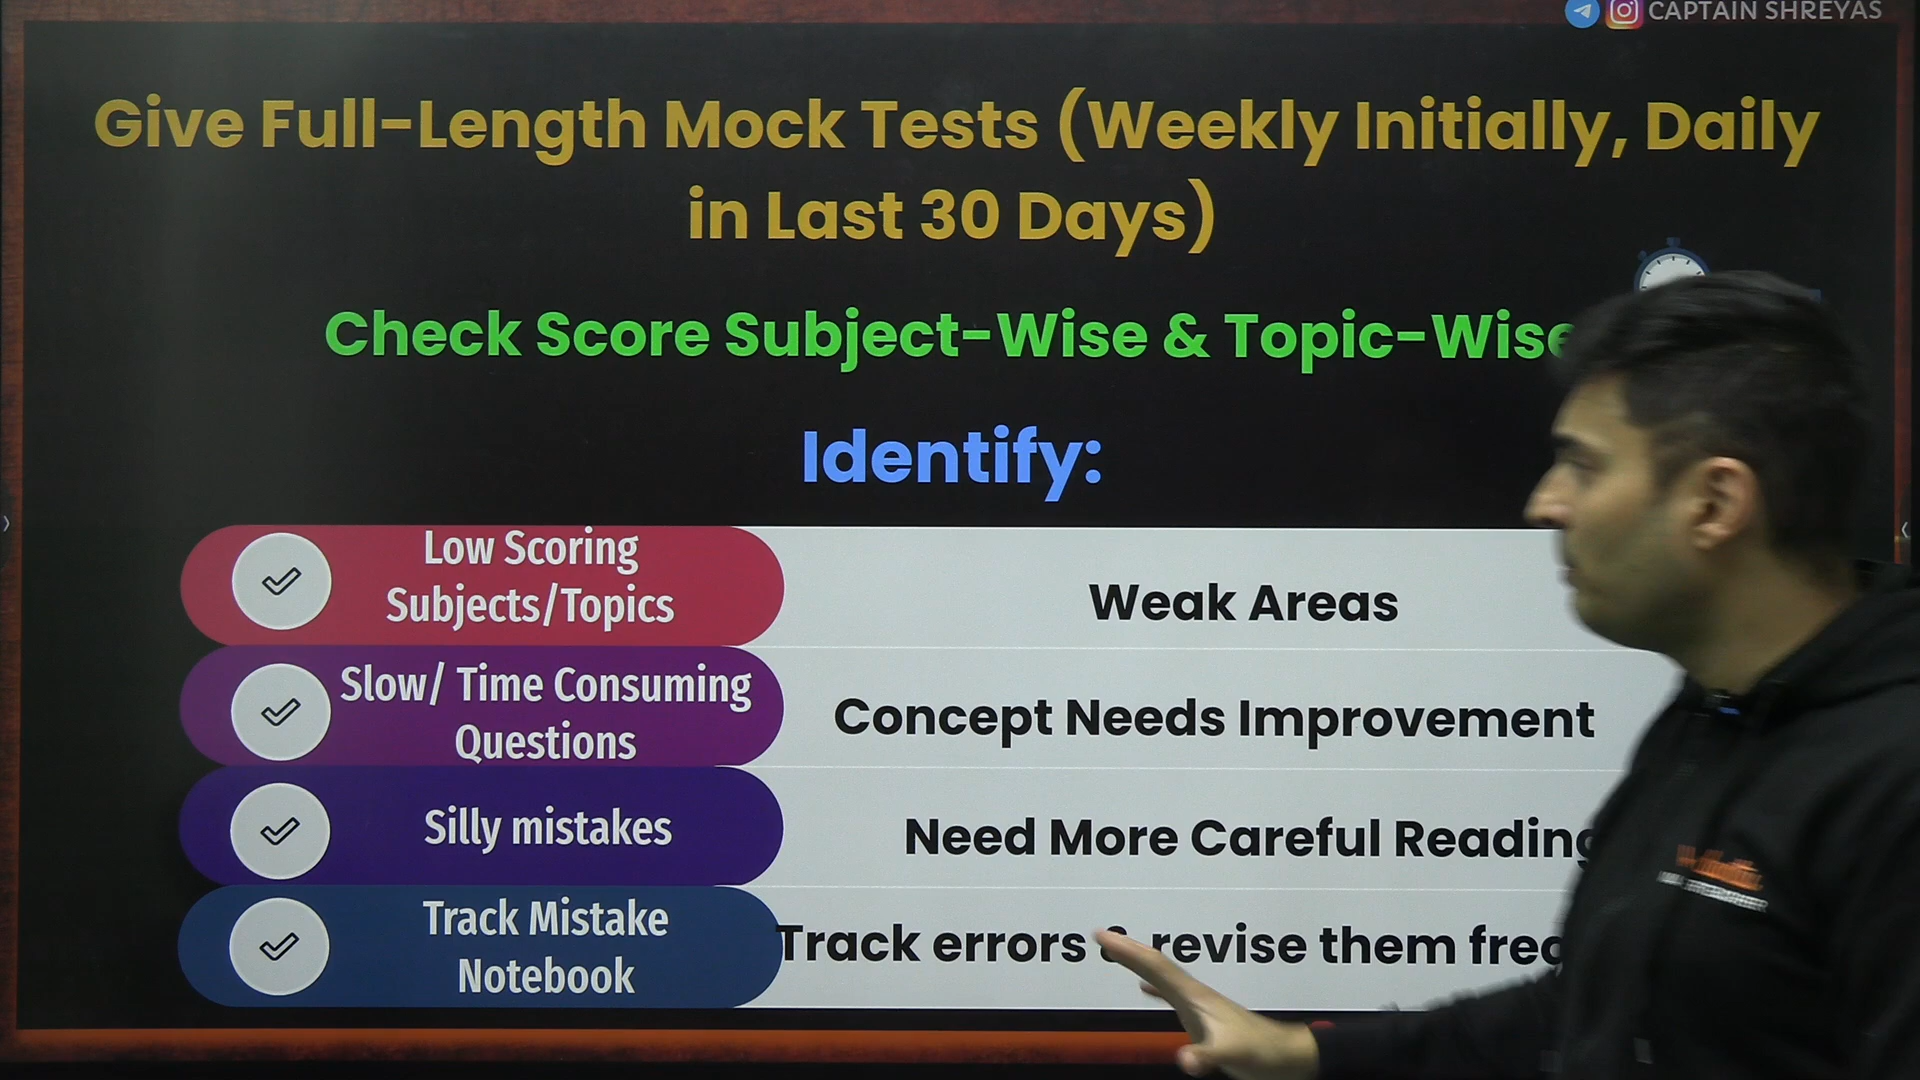 CAPTAIN SHREYAS
Give Full-Length Mock Tests (Weekly Initially, Daily
in Last 30 Days)
Check Score Subject-Wise & Topic-Wise
Identify:
Low Scoring
Subjects/Topics
Weak Areas
Slow/ Time Consuming
Questions
Concept Needs Improvement
Silly mistakes
Need More Careful Reading
Track Mistake
Notebook
Track errors & revise them